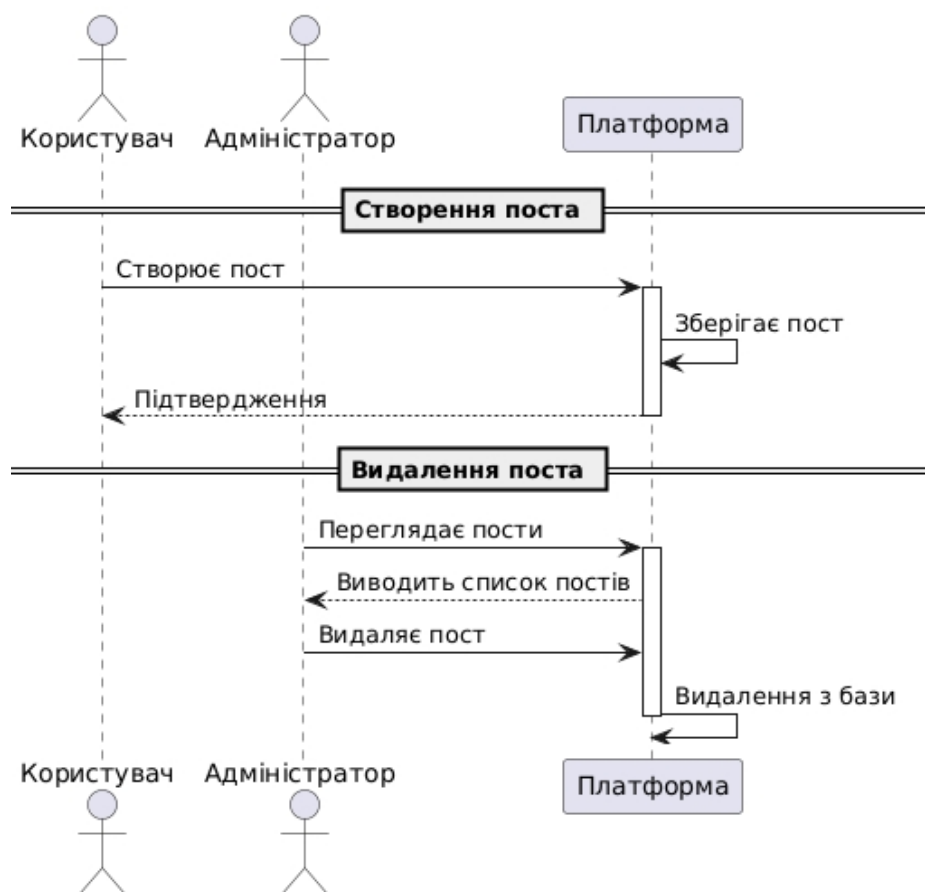 Користувач
Адміністратор
Платформа
Створення поста
Створює пост
Зберігає пост
Підтвердження
Видалення поста
Переглядає пости
Виводить список постів
Видаляє пост
Видалення з бази
Користувач
Адміністратор
Платформа